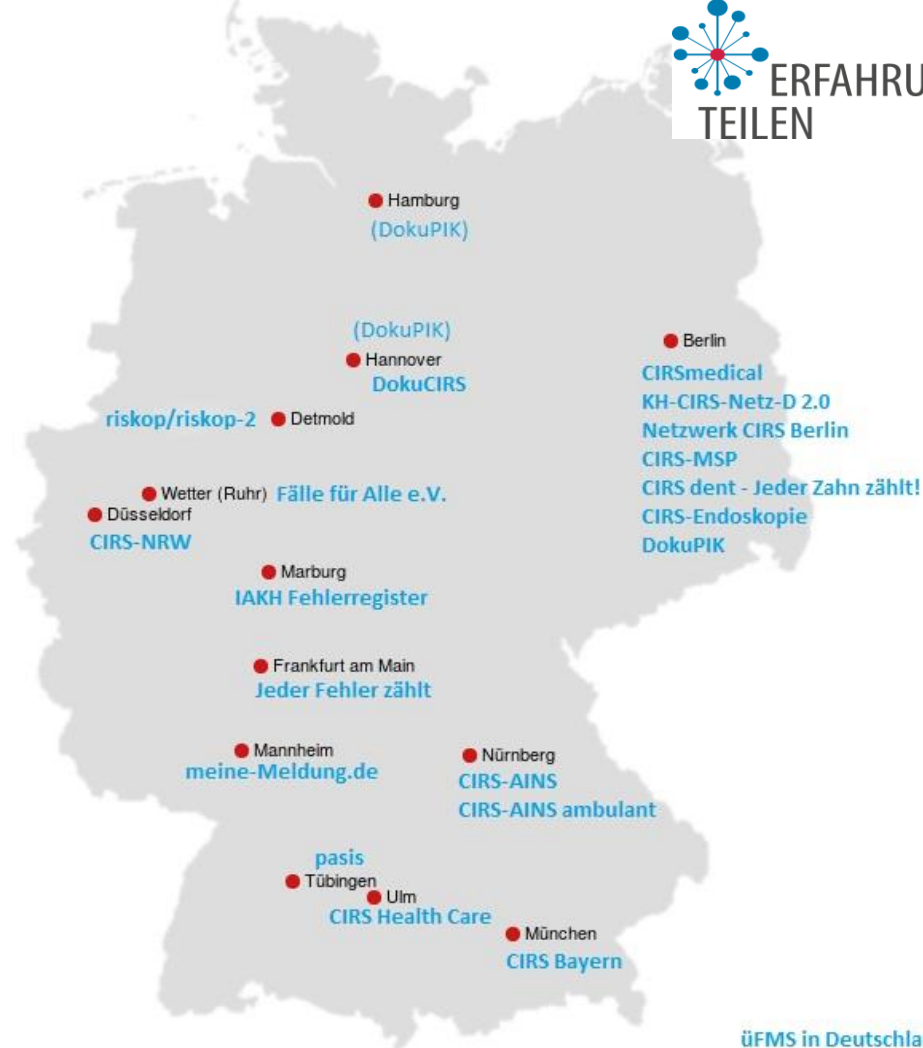 ERFAHRU
TEILEN
Hamburg
(DokuPIK)
(DokuPIK)
Hannover
DokuCIRS
Berlin
CIRSmedical
KH-CIRS-Netz-D 2.0
Netzwerk CIRS Berlin
CIRS-MSP
CIRS dent - Jeder Zahn zählt!
CIRS-Endoskopie
DokuPIK
riskop/riskop-2 Detmold
Wetter (Ruhr) Fälle für Alle e.V.
Düsseldorf
CIRS-NRW
Marburg
IAKH Fehlerregister
Frankfurt am Main
Jeder Fehler zählt
Mannheim
meine-Meldung.de
Nürnberg
CIRS-AINS
CIRS-AINS ambulant
pasis
Tübingen
Ulm
CIRS Health Care
München
CIRS Bayern
üFMS in Deutschla